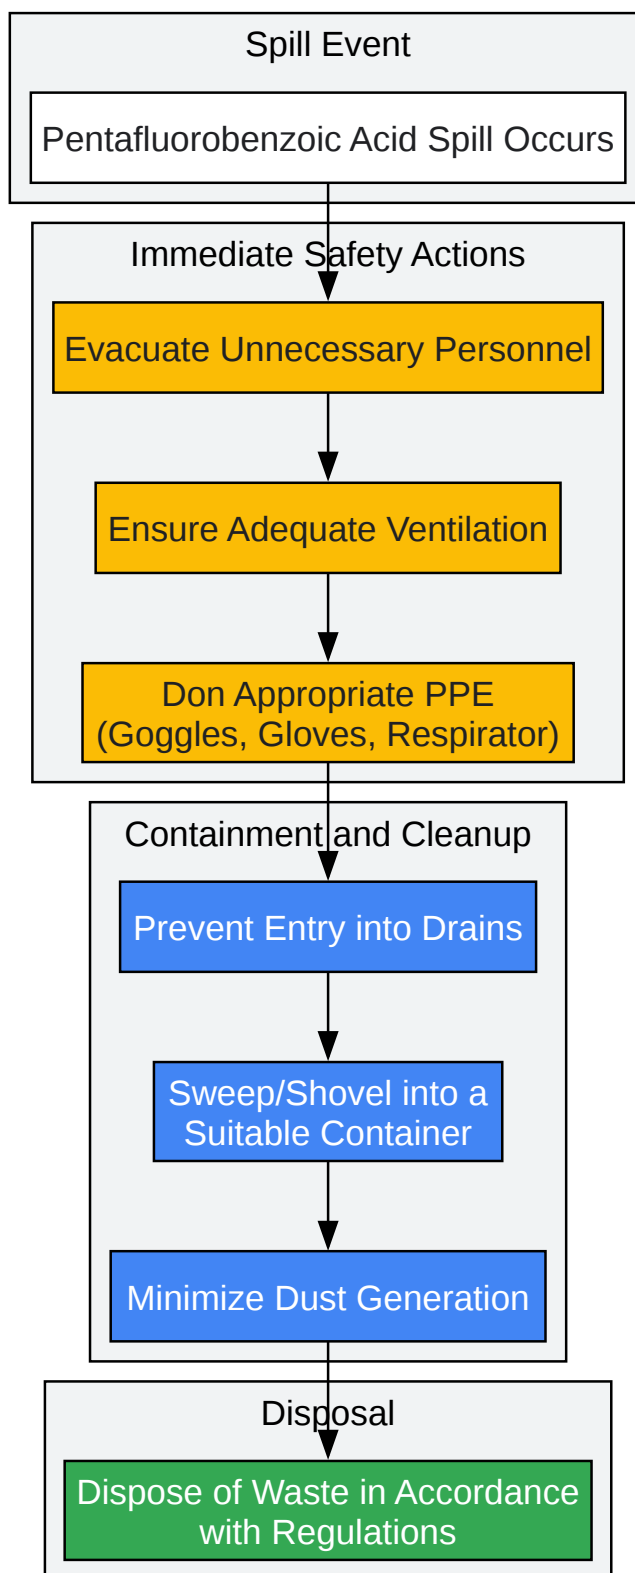 Spill Event
Pentafluorobenzoic Acid Spill Occurs
Immediate Safety Actions
Evacuate Unnecessary Personnel
Ensure Adequate Ventilation
Don Appropriate PPE
(Goggles, Gloves, Respirator)
Containment and Cleanup
Prevent Entry into Drains
Sweep/Shovel into a
Suitable Container
Minimize Dust Generation
Disposal
Dispose of Waste in Accordance
with Regulations